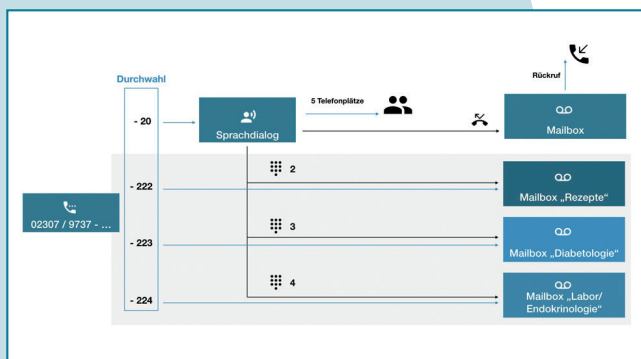 Rückruf
Durchwahl
5 Telefonplätze
- 20
Sprachdialog
Mailbox
2
- 222
Mailbox „Rezepte“
02307 / 9737 - ...
3
- 223
Mailbox „Diabetologie“
4
- 224
Mailbox „Labor/
Endokrinologie“